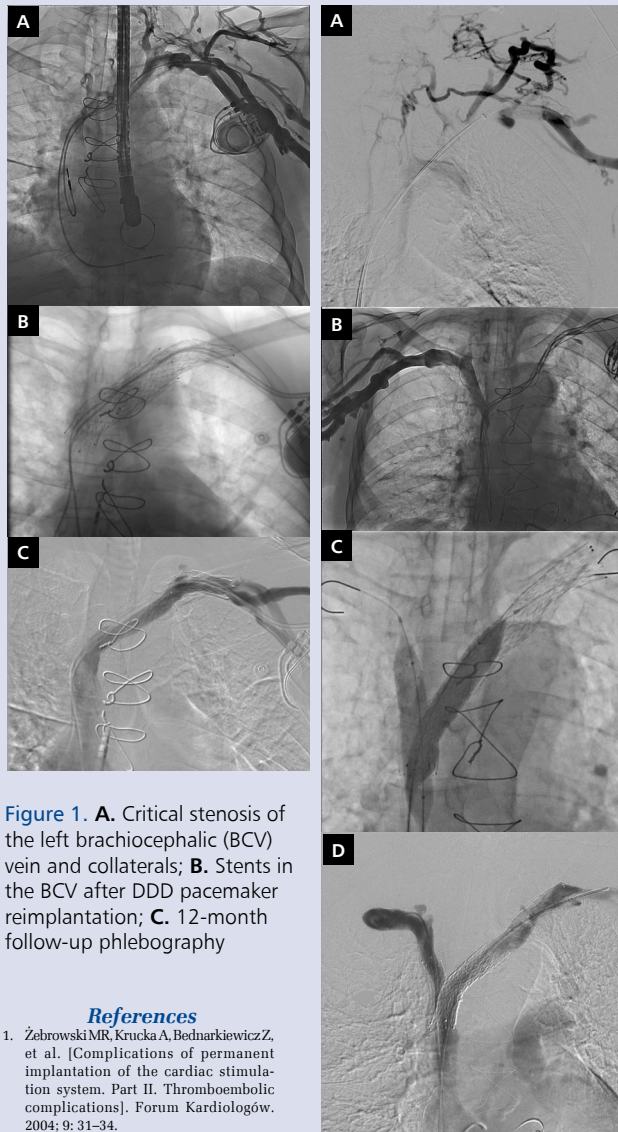 A
B
C
Figure 1. A. Critical stenosis of
the left brachiocephalic (BCV)
vein and collaterals; B. Stents in
the BCV after DDD pacemaker
reimplantation; C. 12-month
follow-up phlebography
References
1. Żebrowski MR, Krucka A, Bednarkiewicz Z,
et al. [Complications of permanent
implantation of the cardiac stimula-
tion system. Part II. Thromboembolic
complications]. Forum Kardiologów.
2004; 9: 31–34.
A
B
C
D